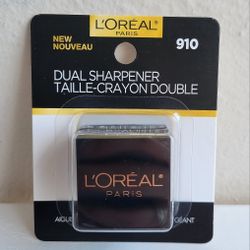 L'ORÉAL
PARIS
NEW
NOUVEAU
910
DUAL SHARPENER
TAILLE-CRAYON DOUBLE
L'ORÉAL®
PARIS